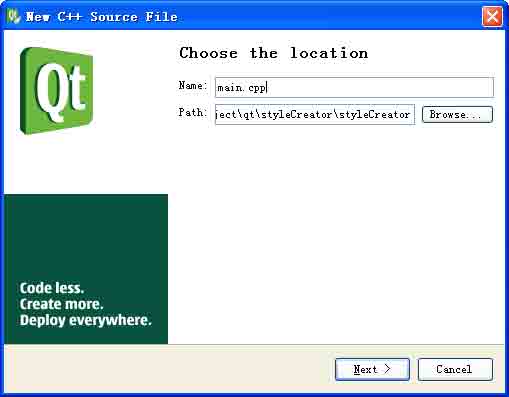 New C++ Source File
Qt
Choose the location
Name: main.cpp
Path: ject\qt\styleCreator\styleCreator Browse...
Code less.
Create more.
Deploy everywhere.
Next > Cancel